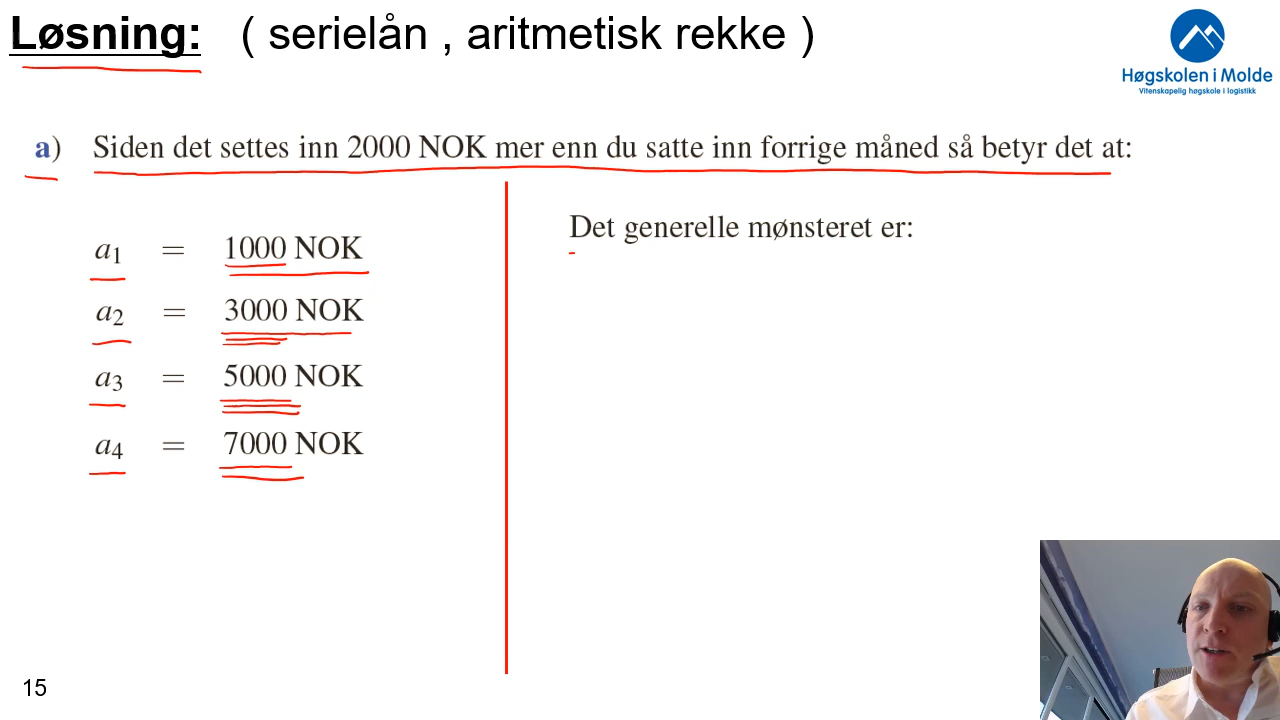 Løsning: ( serielån , aritmetisk rekke )
Høgskolen i Molde
Vitenskapelig høgskole i logistikk
a) Siden det settes inn 2000 NOK mer enn du satte inn forrige måned så betyr det at:
a₁ = 1000 NOK
a₂ = 3000 NOK
a₃ = 5000 NOK
a₄ = 7000 NOK
Det generelle mønsteret er:
15